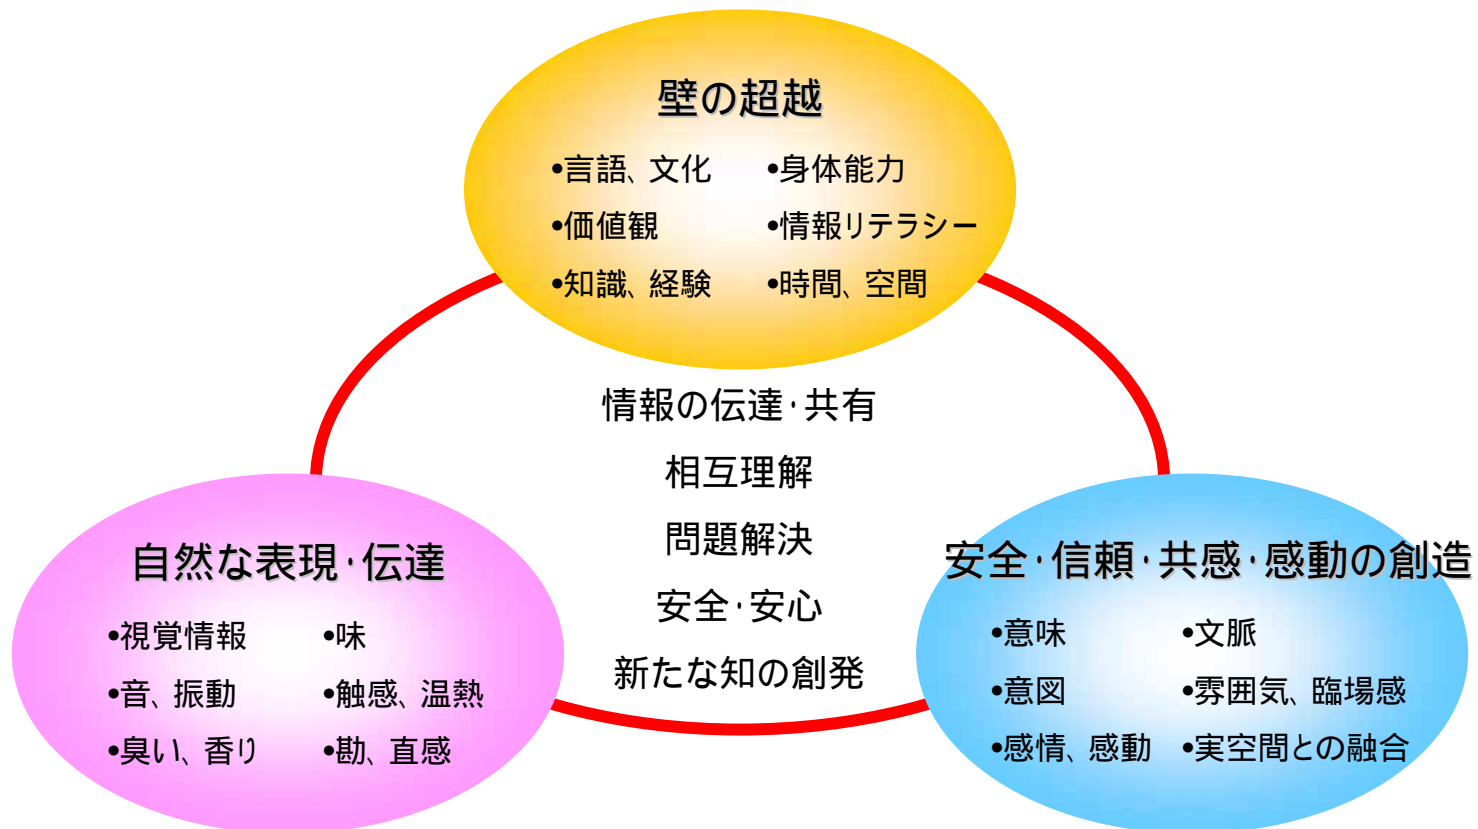 壁の超越
•言語、文化 •身体能力
•価値観 •情報リテラシー
•知識、経験 •時間、空間
情報の伝達・共有
相互理解
問題解決
安全・安心
新たな知の創発
自然な表現・伝達
•視覚情報 •味
•音、振動 •触感、温熱
•臭い、香り •勘、直感
安全・信頼・共感・感動の創造
•意味 •文脈
•意図 •雰囲気、臨場感
•感情、感動 •実空間との融合